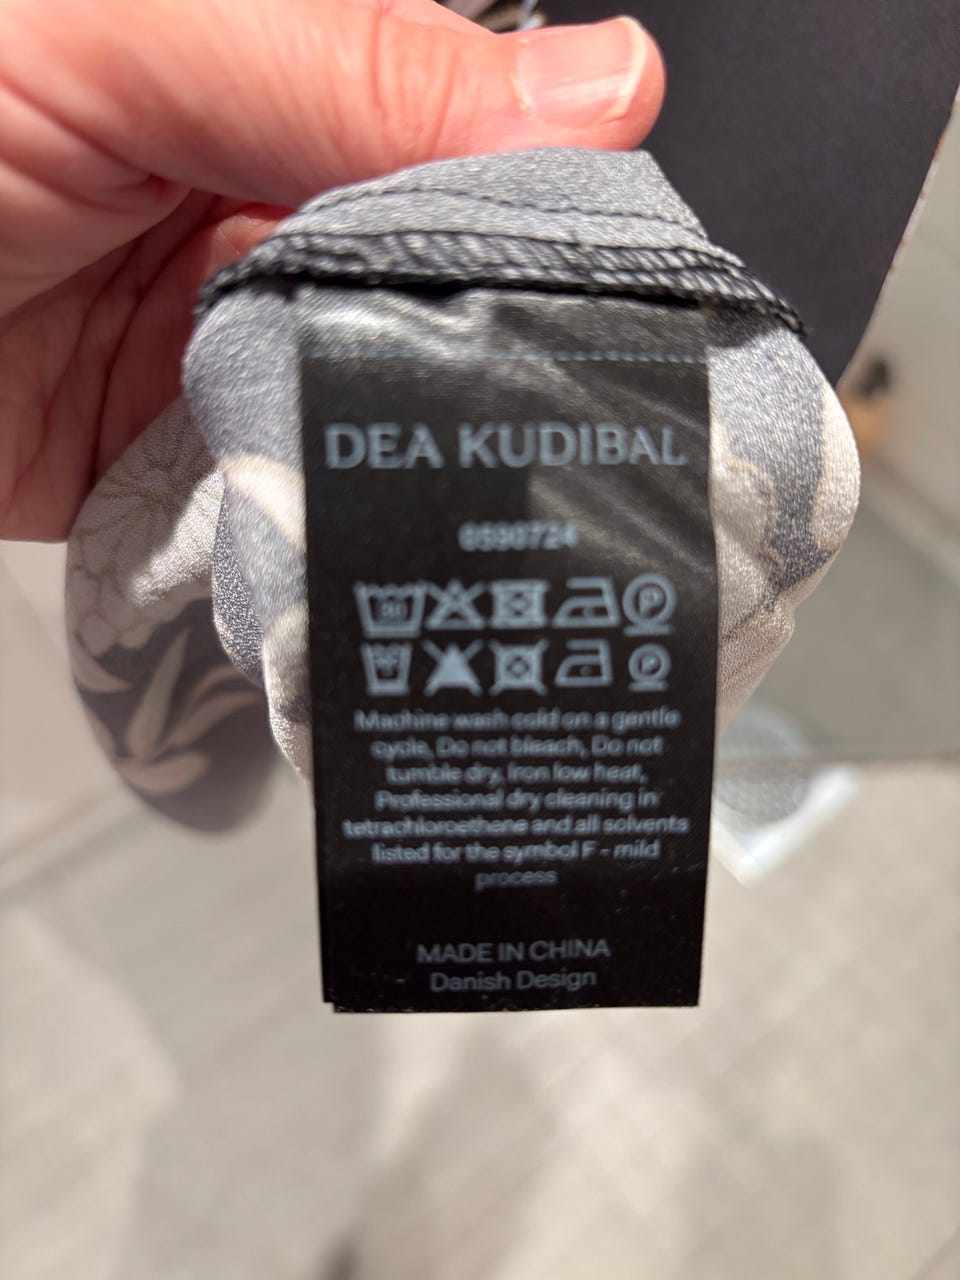 DEA KUDIBAL
Machine wash cold on a gentle
cycle, Do not bleach, Do not
tumble dry, Iron low heat,
Professional dry cleaning in
tetrachloroethene and all solvents
listed for the symbol F - mild
process
MADE IN CHINA
Danish Design